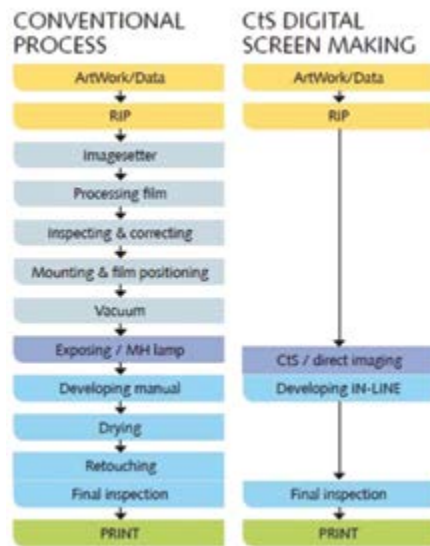 CONVENTIONAL
PROCESS
ArtWork/Data
RIP
Imagesetter
Processing film
Inspecting & correcting
Mounting & film positioning
Vacuum
Exposing / MH lamp
Developing manual
Drying
Retouching
Final inspection
PRINT
CtS DIGITAL
SCREEN MAKING
ArtWork/Data
RIP
CtS / direct imaging
Developing IN-LINE
Final inspection
PRINT